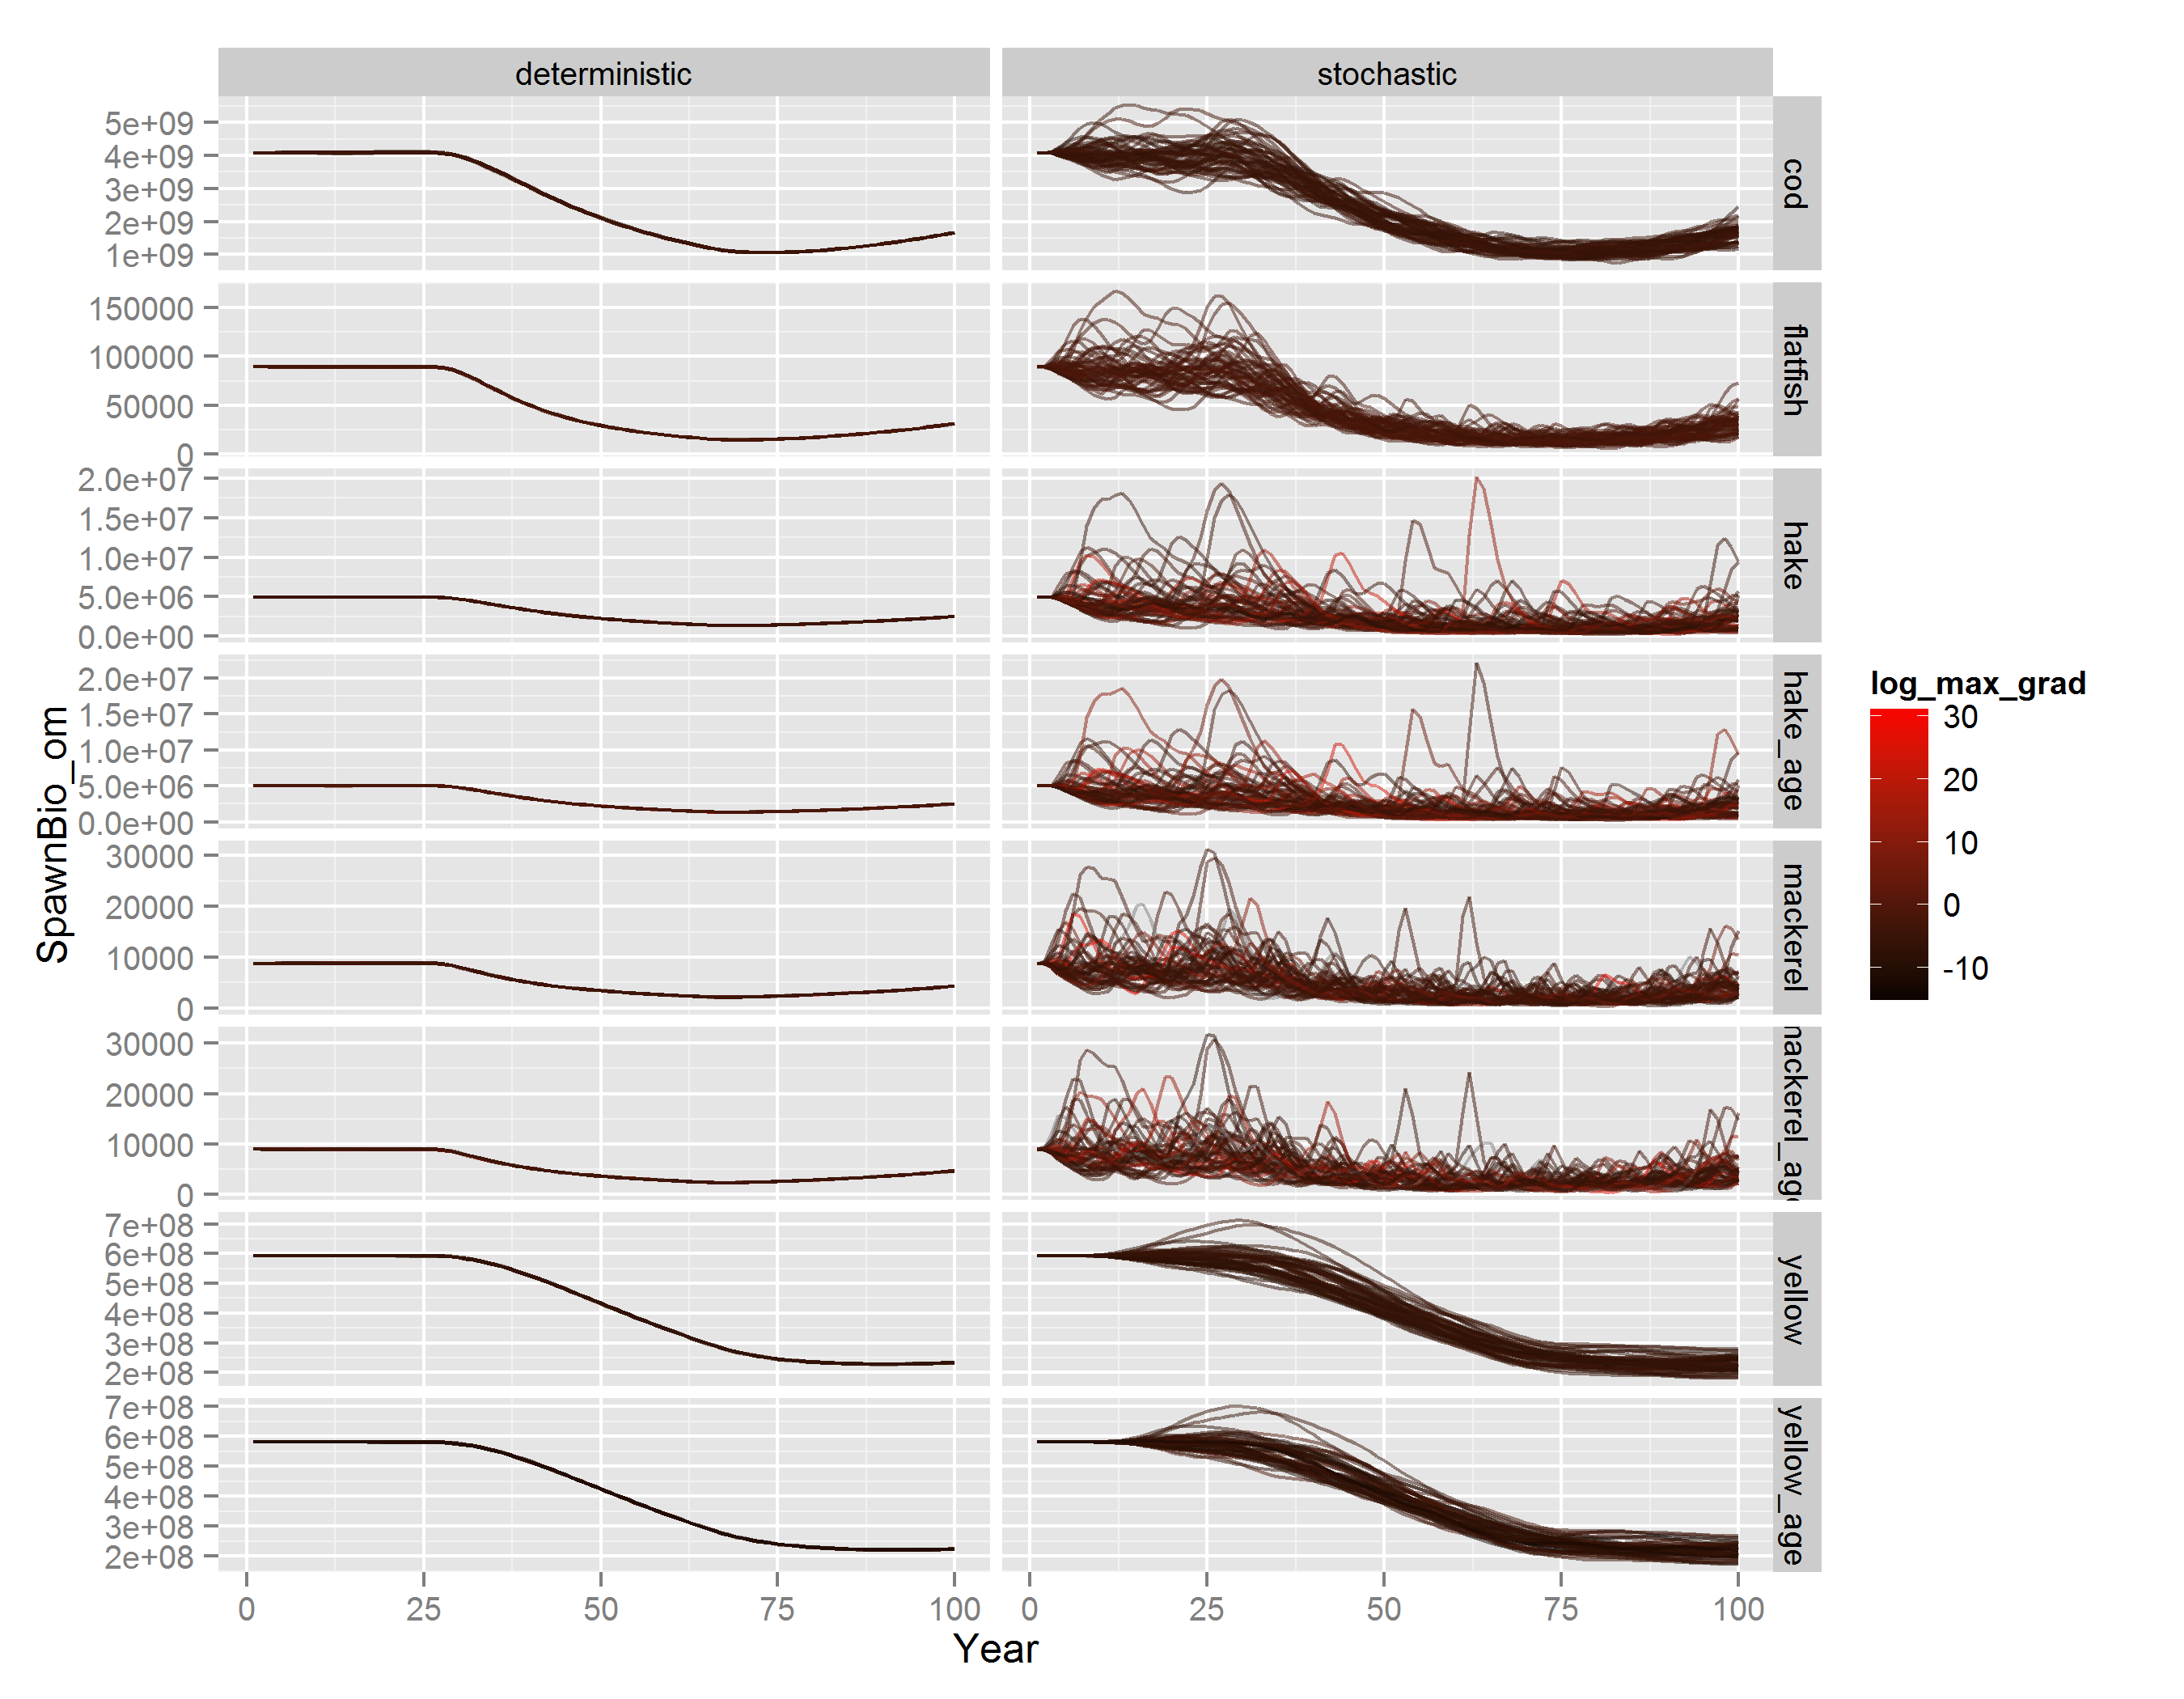 deterministic
stochastic
5e+09
4e+09
3e+09
2e+09
1e+09
cod
150000
100000
50000
0
flatfish
2.0e+07
1.5e+07
1.0e+07
5.0e+06
0.0e+00
hake
2.0e+07
1.5e+07
1.0e+07
5.0e+06
0.0e+00
hake_age
30000
20000
10000
0
mackerel
30000
20000
10000
0
mackerel_age
7e+08
6e+08
5e+08
4e+08
3e+08
2e+08
yellow
7e+08
6e+08
5e+08
4e+08
3e+08
2e+08
yellow_age
0 25 50 75 100
0 25 50 75 100
Year
SpawnBio_om
log_max_grad
30
20
10
0
-10